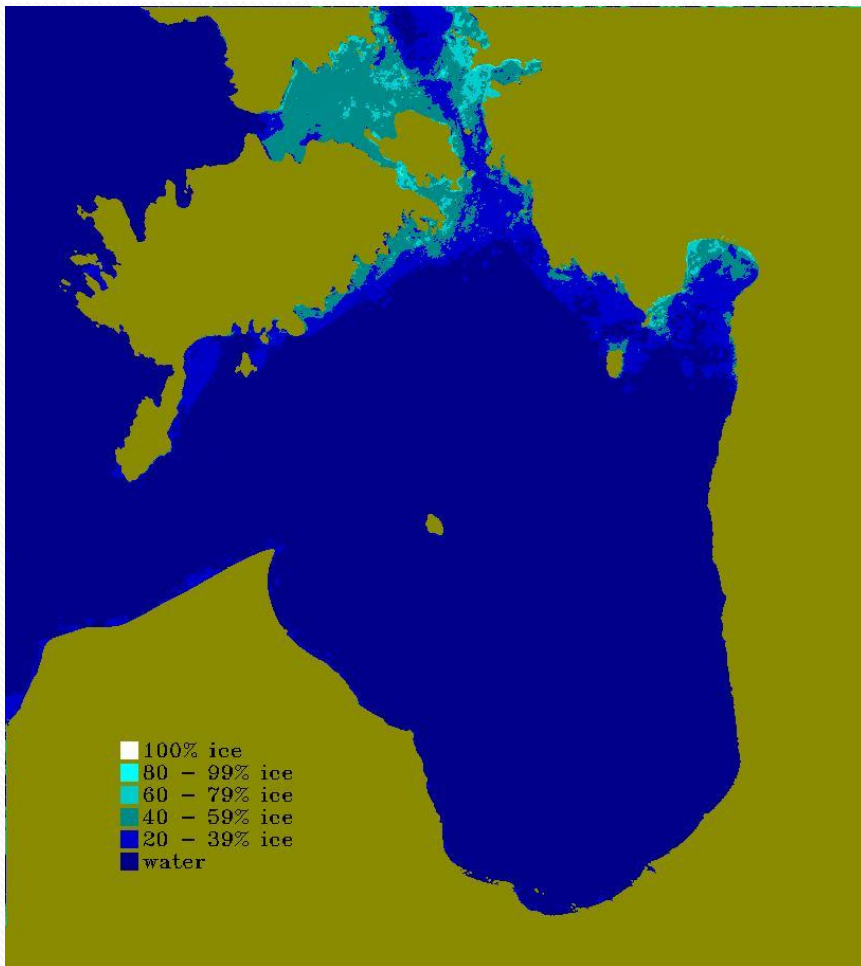 100% ice
80 – 99% ice
60 – 79% ice
40 – 59% ice
20 – 39% ice
water